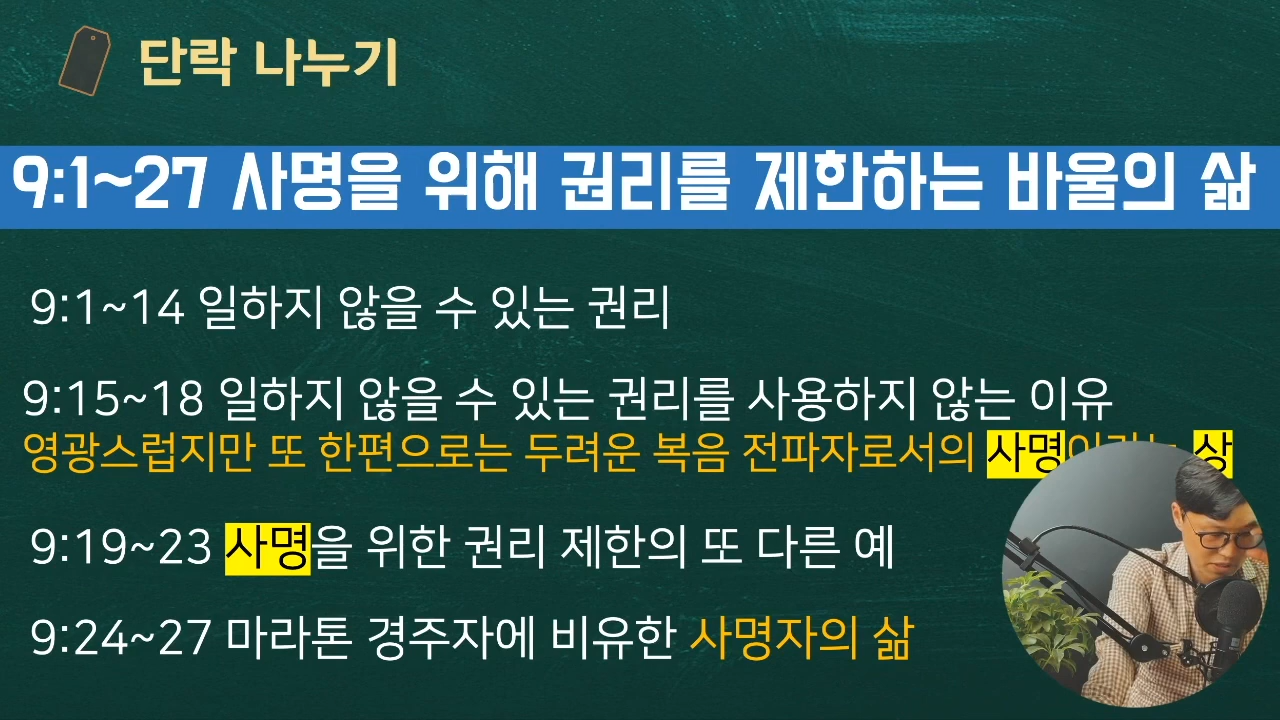 단락 나누기
9:1~27 사명을 위해 권리를 제한하는 바울의 삶
9:1~14 일하지 않을 수 있는 권리
9:15~18 일하지 않을 수 있는 권리를 사용하지 않는 이유
영광스럽지만 또 한편으로는 두려운 복음 전파자로서의 사명 상
9:19~23 사명을 위한 권리 제한의 또 다른 예
9:24~27 마라톤 경주자에 비유한 사명자의 삶